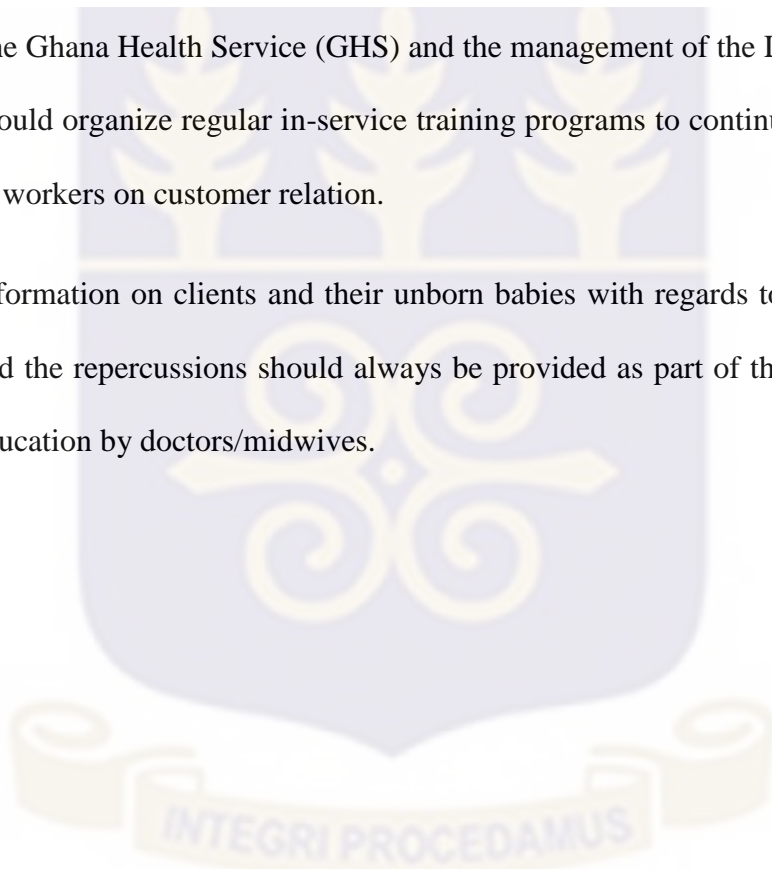 he Ghana Health Service (GHS) and the management of the
ould organize regular in-service training programs to continu
workers on customer relation.
formation on clients and their unborn babies with regards to
d the repercussions should always be provided as part of th
ucation by doctors/midwives.
INTEGRI PROCEDAMUS